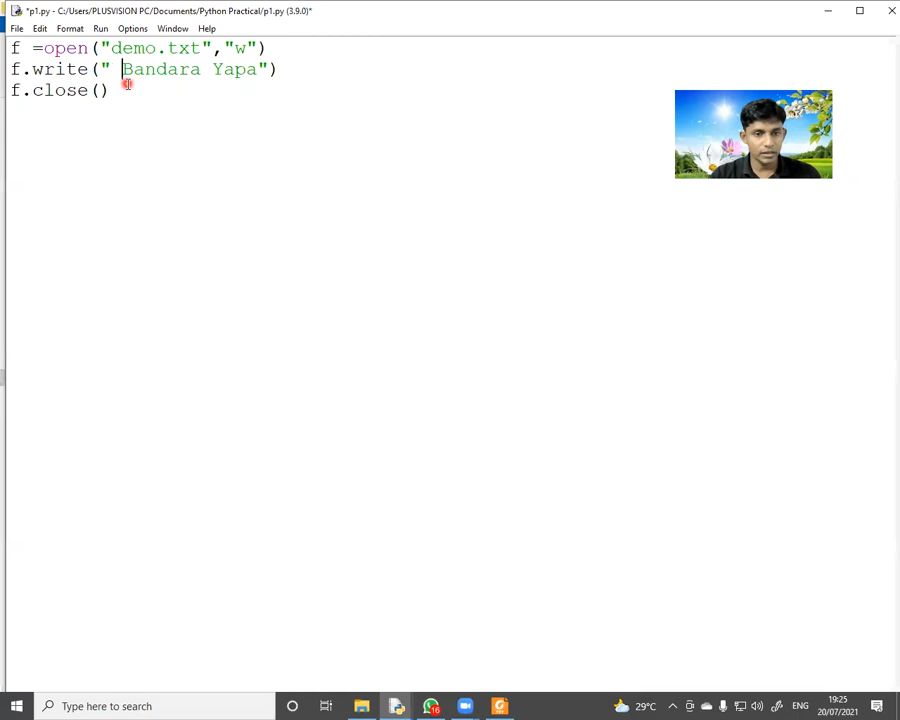 *p1.py - C:/Users/PLUSVISION PC/Documents/Python Practical/p1.py (3.9.0)*
File Edit Format Run Options Window Help
f =open("demo.txt","w")
f.write(" Bandara Yapa")
f.close()
Type here to search
16
29°C
ENG
19:25
20/07/2021